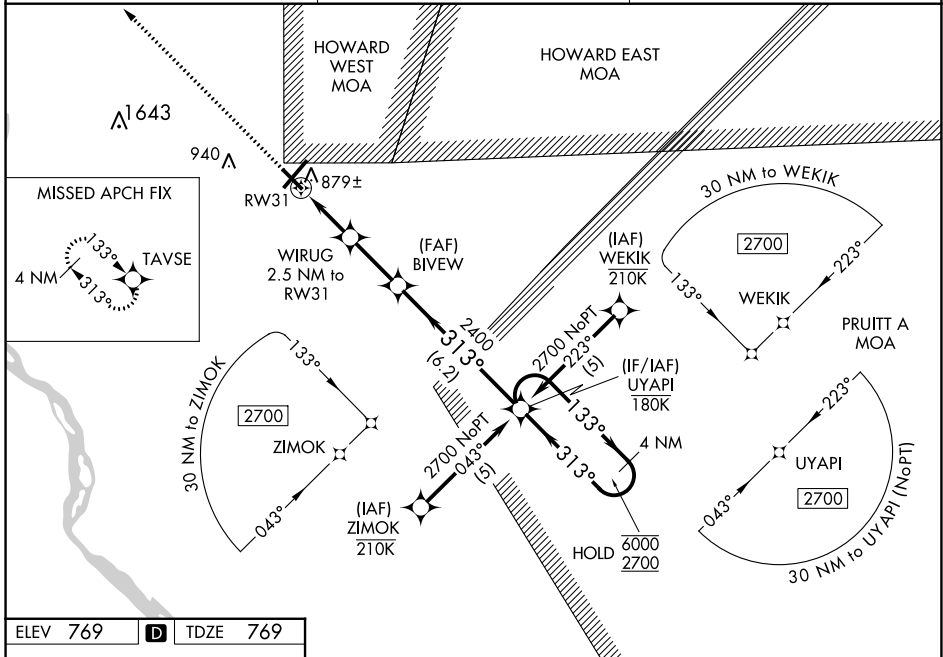 HOWARD
WEST
MOA
HOWARD EAST
MOA
1643
940
879±
RW31
MISSED APCH FIX
133°
TAVSE
4 NM
313°
WIRUG
2.5 NM to
RW31
(FAF)
BIVEW
(IAF)
WEKIK
210K
30 NM to WEKIK
2700
133°
223°
WEKIK
PRUITT A
MOA
2400
313°
(6.2)
2700 NoPT
223°
(5)
(IF/IAF)
UYAPI
180K
133°
313°
4 NM
30 NM to ZIMOK
133°
2700
ZIMOK
043°
2700 NoPT
043°
(5)
(IAF)
ZIMOK
210K
HOLD
6000
2700
223°
UYAPI
2700
043°
30 NM to UYAPI (NoPT)
ELEV 769 D TDZE 769